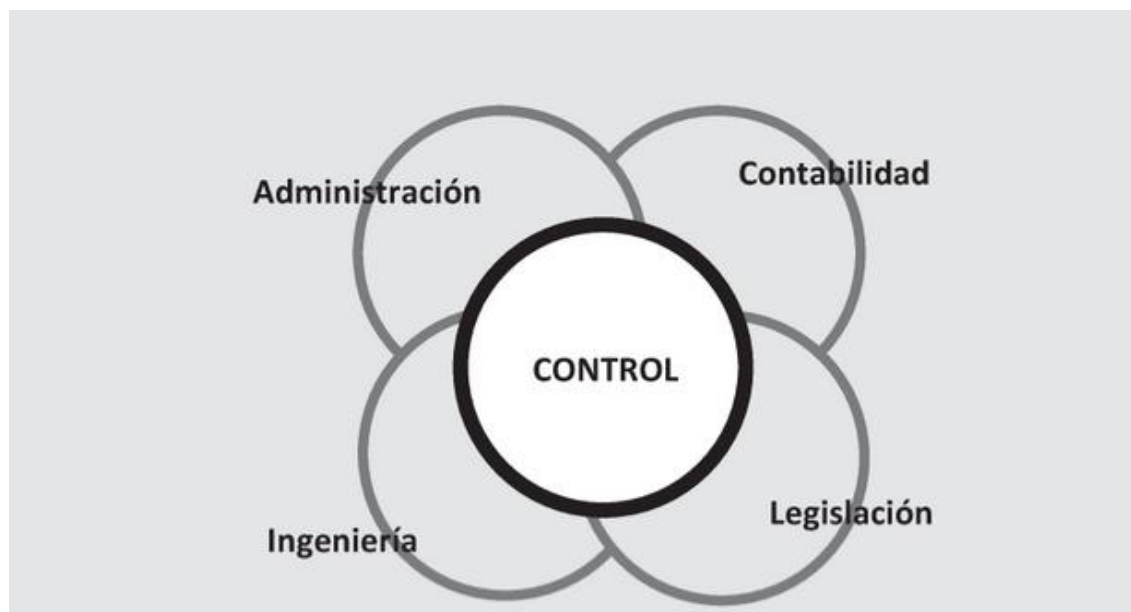 Administración
Contabilidad
CONTROL
Ingeniería
Legislación